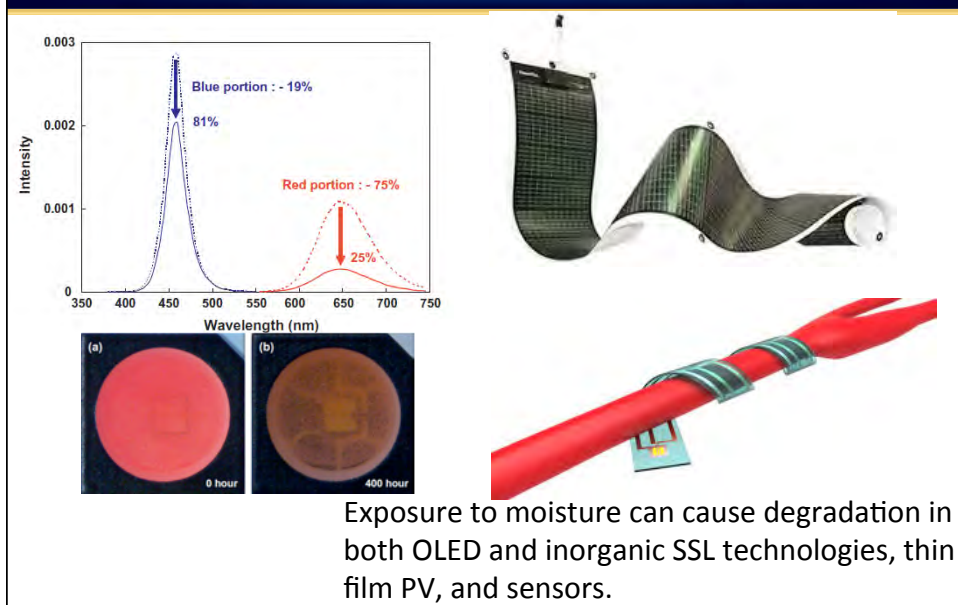 0.003
0.002
0.001
0
Intensity
Blue portion : - 19%
81%
Red portion : - 75%
25%
350 400 450 500 550 600 650 700 750
Wavelength (nm)
(a)
0 hour
(b)
400 hour
Exposure to moisture can cause degradation in
both OLED and inorganic SSL technologies, thin
film PV, and sensors.